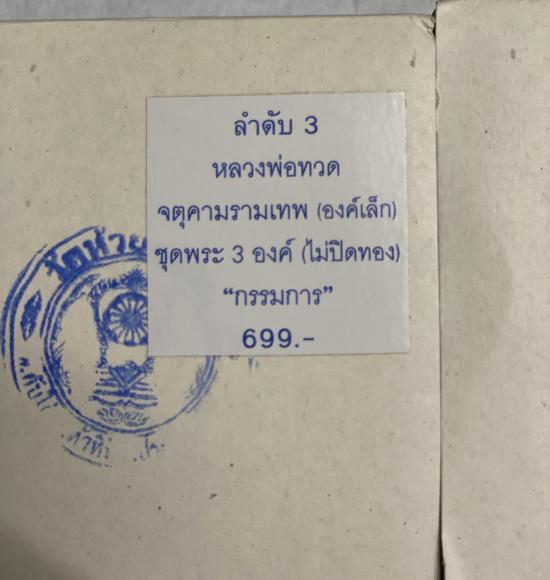 ลำดับ 3
หลวงพ่อทวด
จตุคามรามเทพ (องค์เล็ก)
ชุดพระ 3 องค์ (ไม่ปิดทอง)
“กรรมการ”
699.-